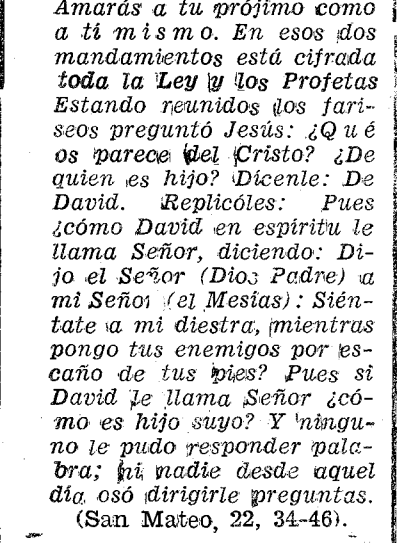 Amarás a tu prójimo como
a ti mismo. En esos dos
mandamientos está cifrada
toda la Ley y los Profetas
Estando reunidos los fari-
seos preguntó Jesús: ¿Qué
os parece del Cristo? ¿De
quien es hijo? Dícenle: De
David. Replicóles: Pues
¿cómo David en espíritu le
llama Señor, diciendo: Di-
jo el Señor (Dios Padre) a
mi Señor (el Mesías): Sién-
tate a mi diestra, mientras
pongo tus enemigos por es-
caño de tus pies? Pues si
David le llama Señor ¿có-
mo es hijo suyo? Y ningu-
no le pudo responder pala-
bra; ni nadie desde aquel
día osó dirigirle preguntas.
(San Mateo, 22, 34-46).